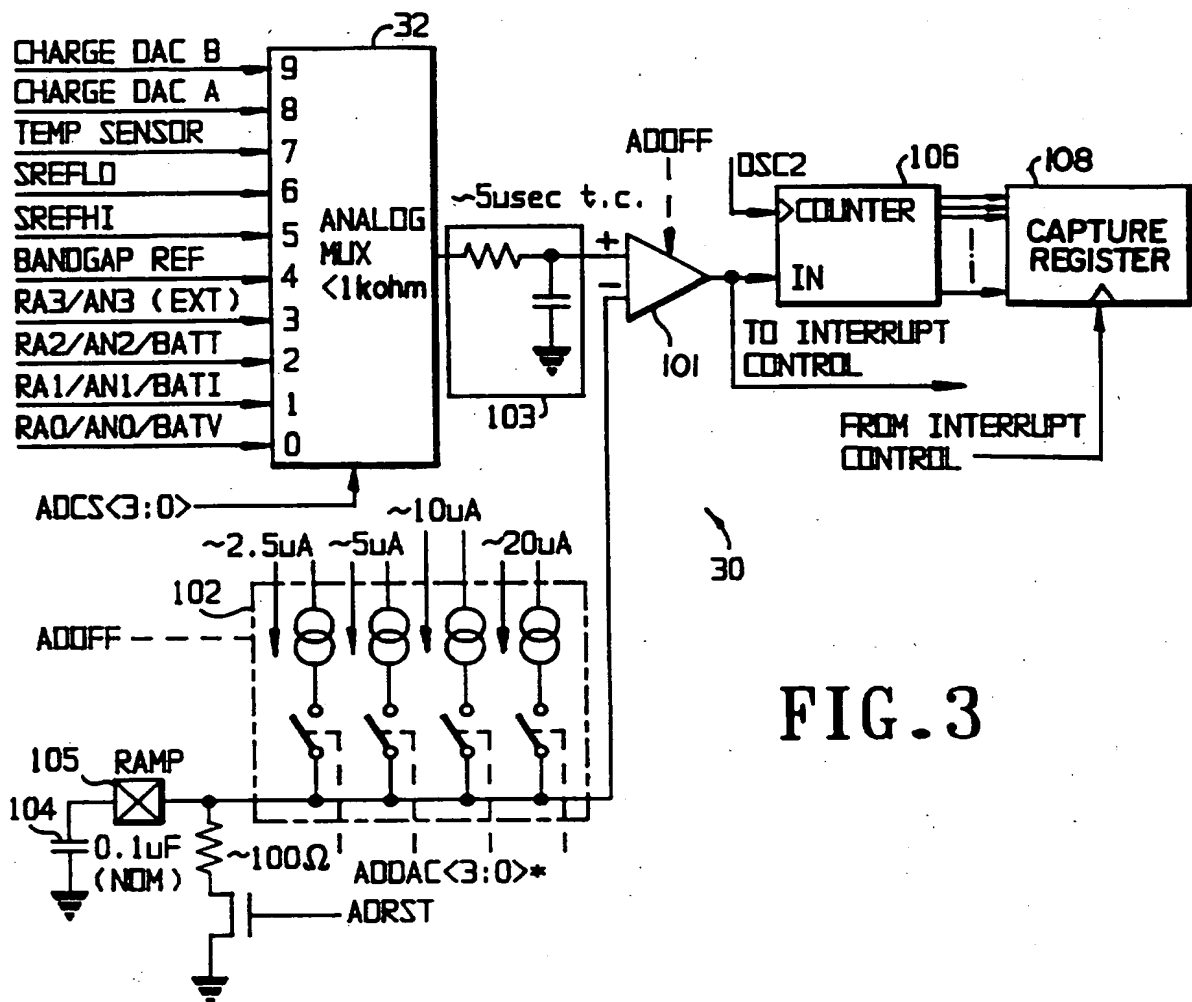 32
CHARGE DAC B
9
CHARGE DAC A
8
TEMP SENSOR
7
SREFLO
6
SREFHI
5
BANDGAP REF
4
RA3/AN3 (EXT)
3
RA2/AN2/BATT
2
RA1/AN1/BATI
1
RA0/AN0/BATV
0
ANALOG
MUX
<1kohm
ADCS<3:0>
~5usec t.c.
103
ADOFF
+
-
101
OSC2
106
COUNTER
IN
108
CAPTURE
REGISTER
TO INTERRUPT
CONTROL
FROM INTERRUPT
CONTROL
30
~2.5uA
~5uA
~10uA
~20uA
102
ADOFF
105
RAMP
104
0.1uF
(NOM)
~100Ω
ADDAC<3:0>*
ADRST
FIG.3